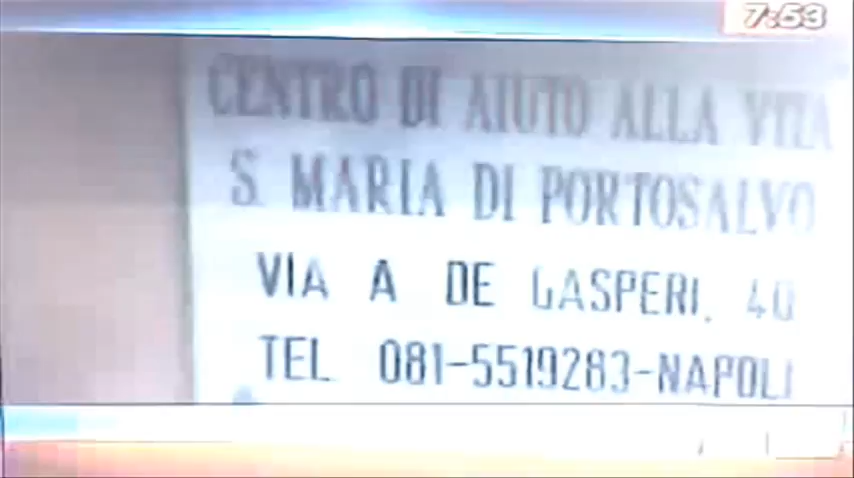 7:53
CENTRO DI AIUTO ALLA VITA
S. MARIA DI PORTOSALVO
VIA A DE GASPERI, 40
TEL 081-5519283-NAPOLI